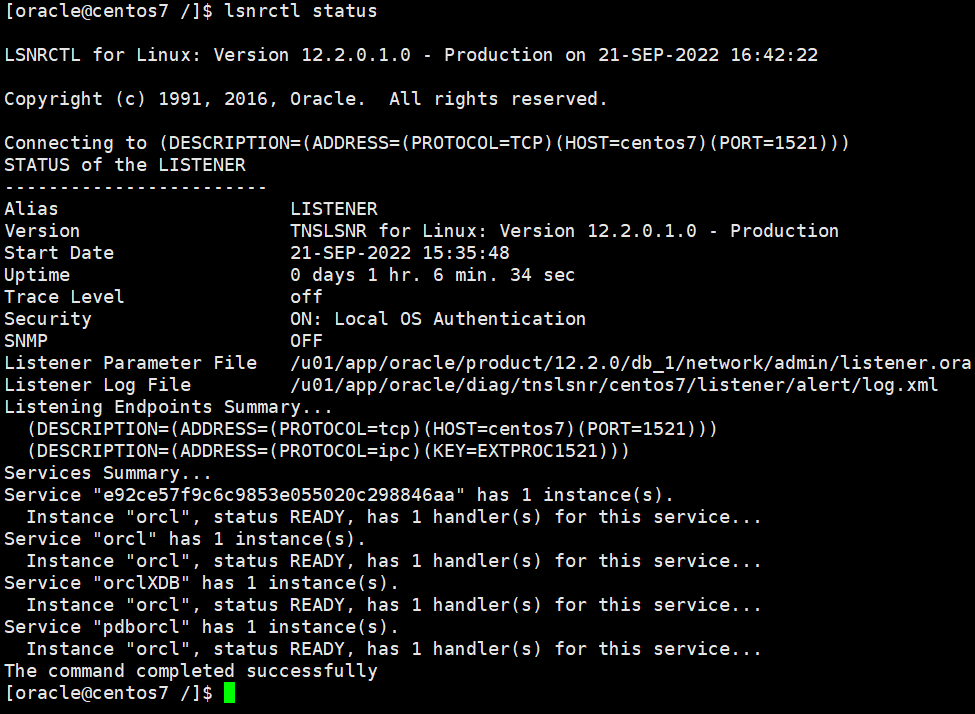 [oracle@centos7 /]$ lsnrctl status
LSNRCTL for Linux: Version 12.2.0.1.0 - Production on 21-SEP-2022 16:42:22
Copyright (c) 1991, 2016, Oracle.  All rights reserved.
Connecting to (DESCRIPTION=(ADDRESS=(PROTOCOL=TCP)(HOST=centos7)(PORT=1521)))
STATUS of the LISTENER
------------------------
Alias                     LISTENER
Version                   TNSLSNR for Linux: Version 12.2.0.1.0 - Production
Start Date                21-SEP-2022 15:35:48
Uptime                    0 days 1 hr. 6 min. 34 sec
Trace Level               off
Security                  ON: Local OS Authentication
SNMP                      OFF
Listener Parameter File   /u01/app/oracle/product/12.2.0/db_1/network/admin/listener.ora
Listener Log File         /u01/app/oracle/diag/tnslsnr/centos7/listener/alert/log.xml
Listening Endpoints Summary...
  (DESCRIPTION=(ADDRESS=(PROTOCOL=tcp)(HOST=centos7)(PORT=1521)))
  (DESCRIPTION=(ADDRESS=(PROTOCOL=ipc)(KEY=EXTPROC1521)))
Services Summary...
Service "e92ce57f9c6c9853e055020c298846aa" has 1 instance(s).
  Instance "orcl", status READY, has 1 handler(s) for this service...
Service "orcl" has 1 instance(s).
  Instance "orcl", status READY, has 1 handler(s) for this service...
Service "orclXDB" has 1 instance(s).
  Instance "orcl", status READY, has 1 handler(s) for this service...
Service "pdborcl" has 1 instance(s).
  Instance "orcl", status READY, has 1 handler(s) for this service...
The command completed successfully
[oracle@centos7 /]$